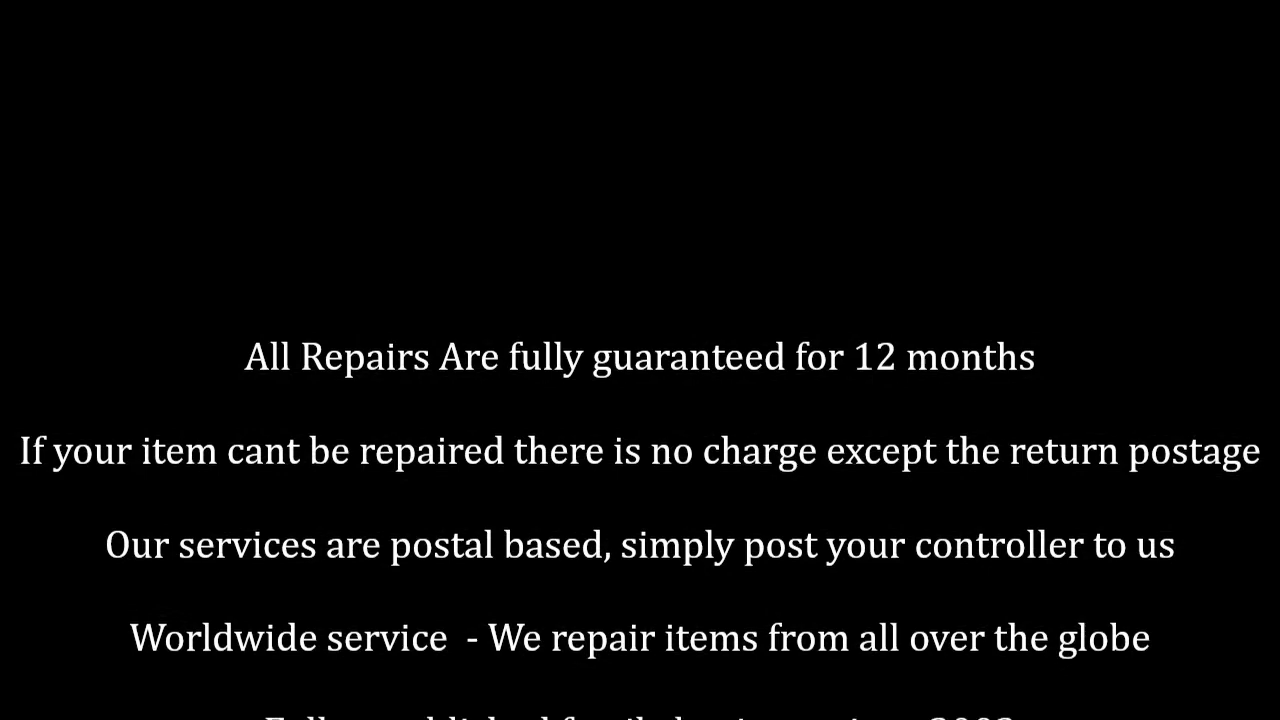 All Repairs Are fully guaranteed for 12 months
If your item cant be repaired there is no charge except the return postage
Our services are postal based, simply post your controller to us
Worldwide service  - We repair items from all over the globe